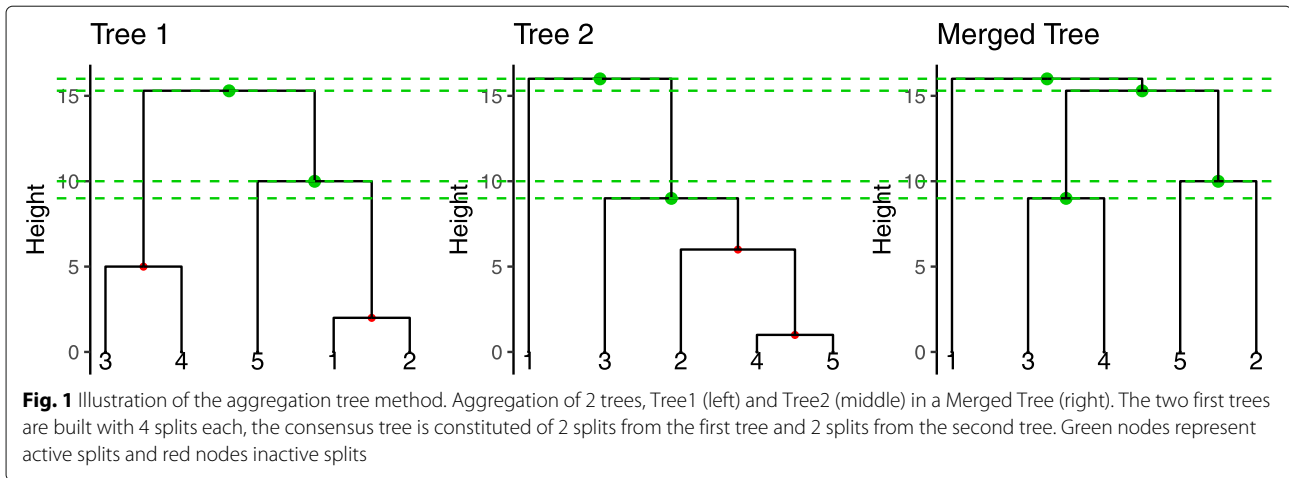 Tree 1
Tree 2
Merged Tree
Height
15
10
5
0
3 4 5 1 2
Height
15
10
5
0
1 3 2 4 5
Height
15
10
5
0
1 3 4 5 2
Fig. 1 Illustration of the aggregation tree method. Aggregation of 2 trees, Tree1 (left) and Tree2 (middle) in a Merged Tree (right). The two first trees
are built with 4 splits each, the consensus tree is constituted of 2 splits from the first tree and 2 splits from the second tree. Green nodes represent
active splits and red nodes inactive splits